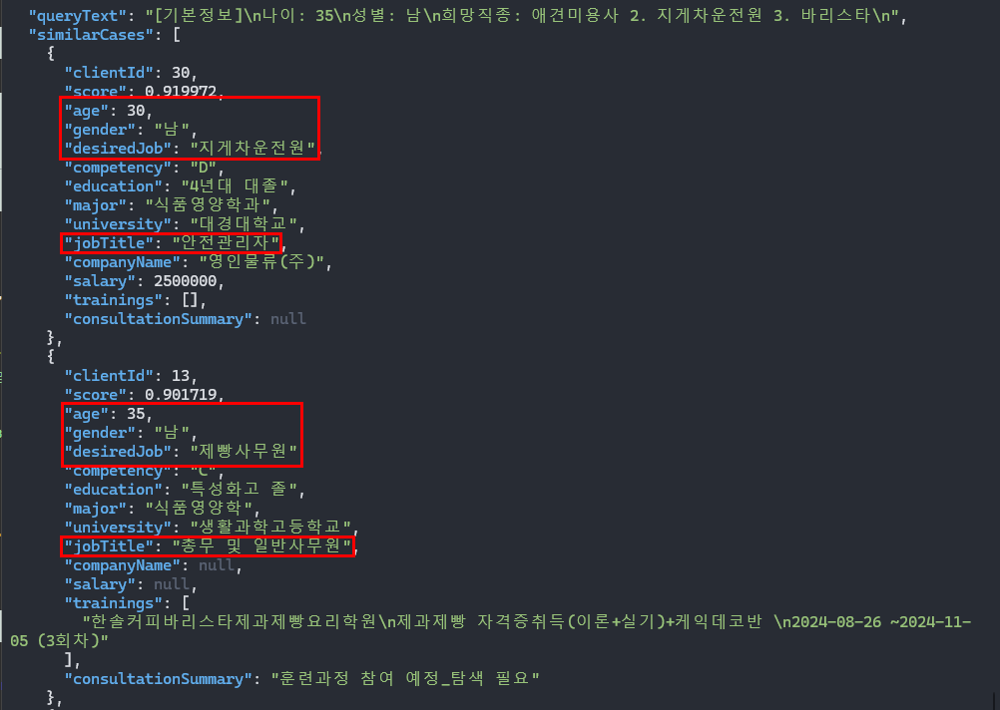 "queryText": "[기본정보]\n나이: 35\n성별: 남\n희망직종: 애견미용사 2. 지게차운전원 3. 바리스타\n",
"similarCases": [
{
"clientId": 30,
"score": 0.919972,
"age": 30,
"gender": "남",
"desiredJob": "지게차운전원",
"competency": "D",
"education": "4년대 대졸",
"major": "식품영양학과",
"university": "대경대학교",
"jobTitle": "안전관리자",
"companyName": "영인물류(주)",
"salary": 2500000,
"trainings": [],
"consultationSummary": null
},
{
"clientId": 13,
"score": 0.901719,
"age": 35,
"gender": "남",
"desiredJob": "제빵사무원"
"competency": "C",
"education": "특성화고 졸",
"major": "식품영양학",
"university": "생활과학고등학교",
"jobTitle": "총무 및 일반사무원",
"companyName": null,
"salary": null,
"trainings": [
"한솔커피바리스타제과제빵요리학원\n제과제빵 자격증취득(이론+실기)+케익데코반 \n2024-08-26 ~2024-11-
05 (3회차)"
],
"consultationSummary": "훈련과정 참여 예정_탐색 필요"
},